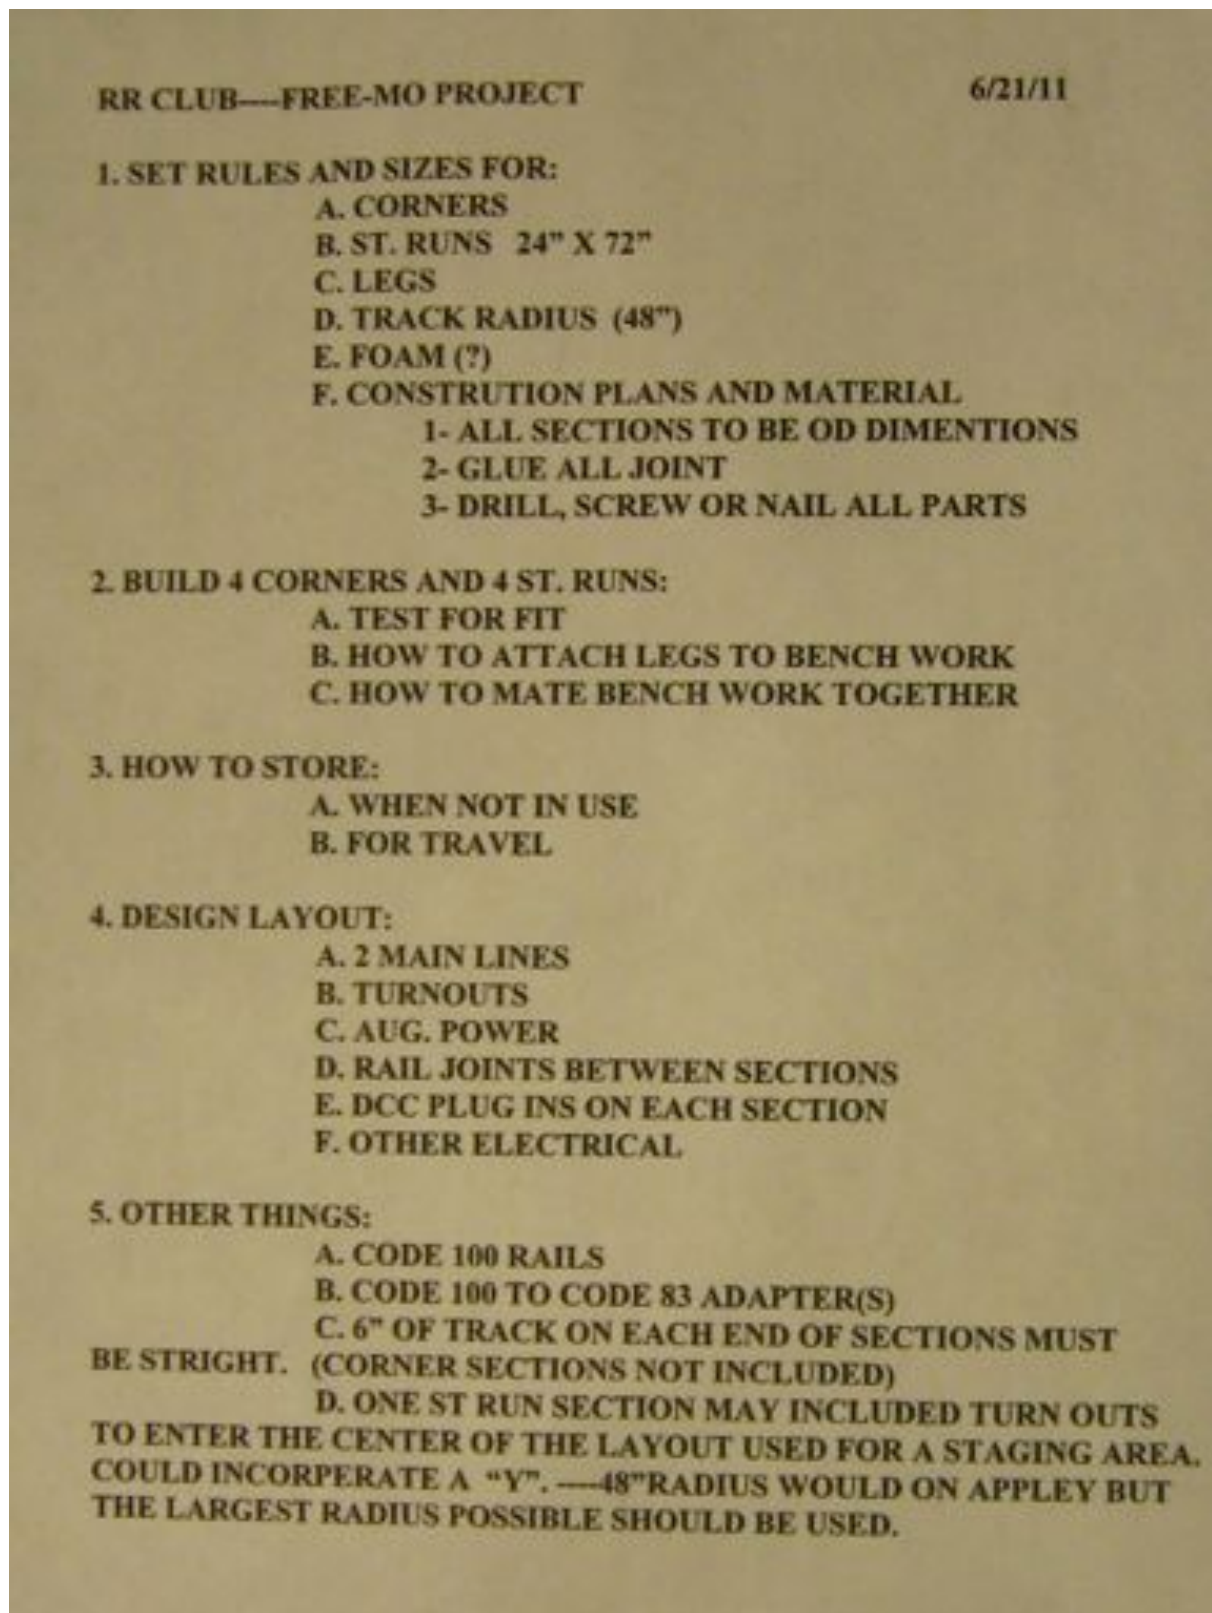 RR CLUB----FREE-MO PROJECT 6/21/11
1. SET RULES AND SIZES FOR:
A. CORNERS
B. ST. RUNS 24" X 72"
C. LEGS
D. TRACK RADIUS (48")
E. FOAM (?)
F. CONSTRUTION PLANS AND MATERIAL
1- ALL SECTIONS TO BE OD DIMENTIONS
2- GLUE ALL JOINT
3- DRILL, SCREW OR NAIL ALL PARTS
2. BUILD 4 CORNERS AND 4 ST. RUNS:
A. TEST FOR FIT
B. HOW TO ATTACH LEGS TO BENCH WORK
C. HOW TO MATE BENCH WORK TOGETHER
3. HOW TO STORE:
A. WHEN NOT IN USE
B. FOR TRAVEL
4. DESIGN LAYOUT:
A. 2 MAIN LINES
B. TURNOUTS
C. AUG. POWER
D. RAIL JOINTS BETWEEN SECTIONS
E. DCC PLUG INS ON EACH SECTION
F. OTHER ELECTRICAL
5. OTHER THINGS:
A. CODE 100 RAILS
B. CODE 100 TO CODE 83 ADAPTER(S)
C. 6" OF TRACK ON EACH END OF SECTIONS MUST
BE STRIGHT. (CORNER SECTIONS NOT INCLUDED)
D. ONE ST RUN SECTION MAY INCLUDED TURN OUTS
TO ENTER THE CENTER OF THE LAYOUT USED FOR A STAGING AREA.
COULD INCORPERATE A “Y”. ----48”RADIUS WOULD ON APPLEY BUT
THE LARGEST RADIUS POSSIBLE SHOULD BE USED.